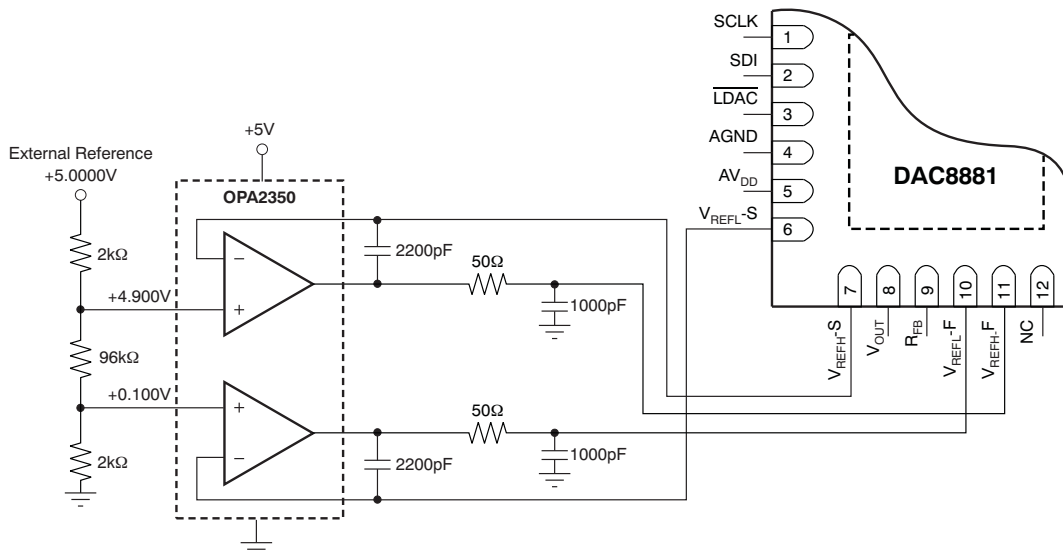 SCLK
1
SDI
2
LDAC
3
AGND
4
AVDD
5
VREFL-S
6
DAC8881
+5V
External Reference
+5.0000V
OPA2350
2kΩ
−
+
+4.900V
2200pF
50Ω
1000pF
96kΩ
+0.100V
+
−
2kΩ
50Ω
2200pF
1000pF
7
8
9
10
11
12
VREFH-S
VOUT
RFB
VREFL-F
VREFH-F
NC